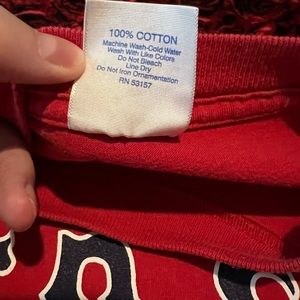 100% COTTON
Machine Wash-Cold Water
Wash With Like Colors
Do Not Bleach
Line Dry
Do Not Iron Ornamentation
RN 53157